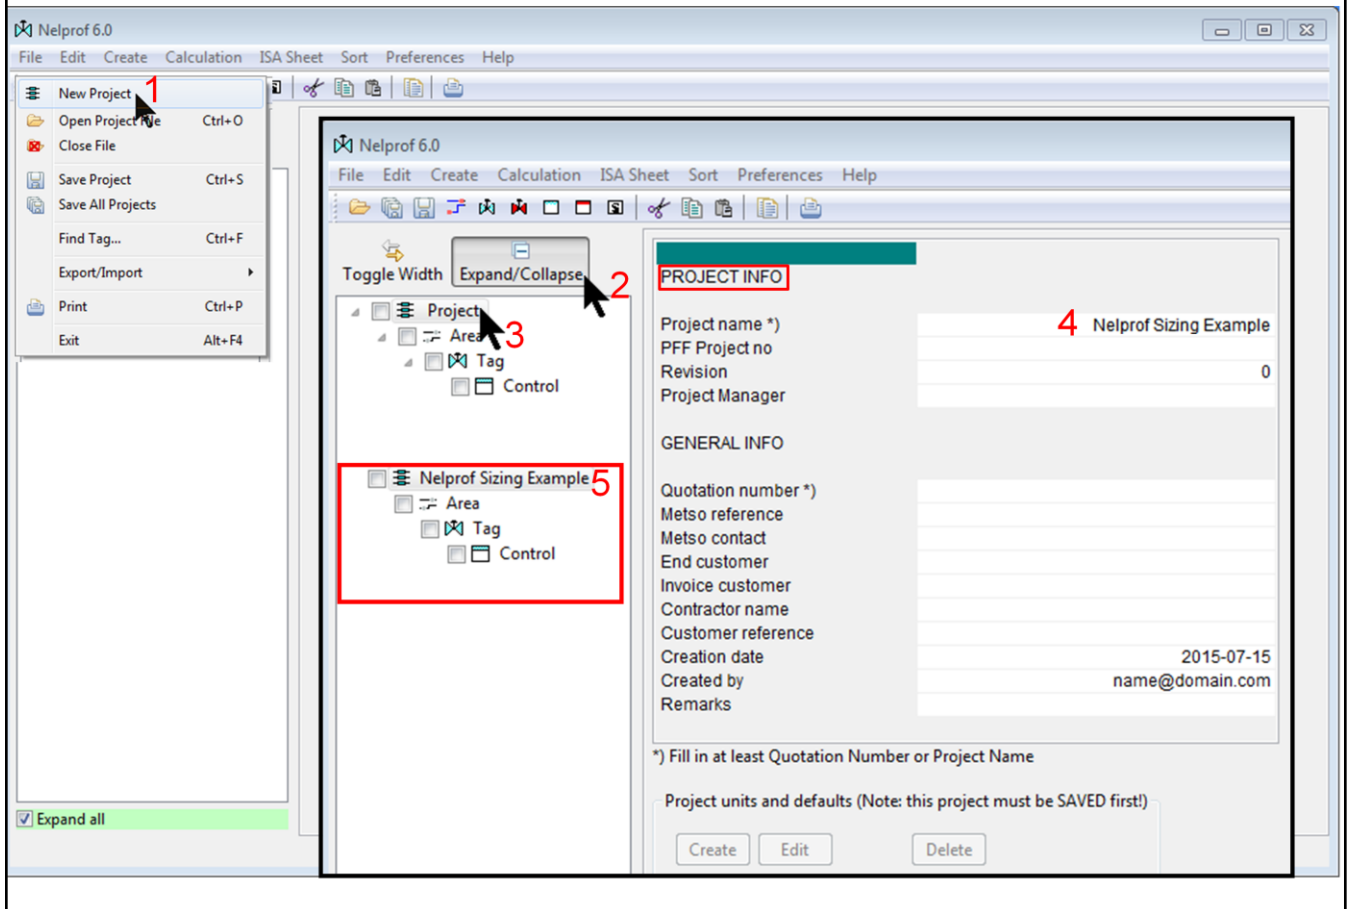 Nelprof 6.0
File Edit Create Calculation ISA Sheet Sort Preferences Help
New Project 1
Open Project File Ctrl+O
Close File
Save Project Ctrl+S
Save All Projects
Find Tag... Ctrl+F
Export/Import
Print Ctrl+P
Exit Alt+F4
Expand all
Nelprof 6.0
File Edit Create Calculation ISA Sheet Sort Preferences Help
Toggle Width Expand/Collapse 2
Project
Area 3
Tag
Control
Nelprof Sizing Example 5
Area
Tag
Control
PROJECT INFO
Project name *) 4 Nelprof Sizing Example
PFF Project no
Revision 0
Project Manager
GENERAL INFO
Quotation number *)
Metso reference
Metso contact
End customer
Invoice customer
Contractor name
Customer reference
Creation date 2015-07-15
Created by name@domain.com
Remarks
*) Fill in at least Quotation Number or Project Name
Project units and defaults (Note: this project must be SAVED first!)
Create Edit Delete